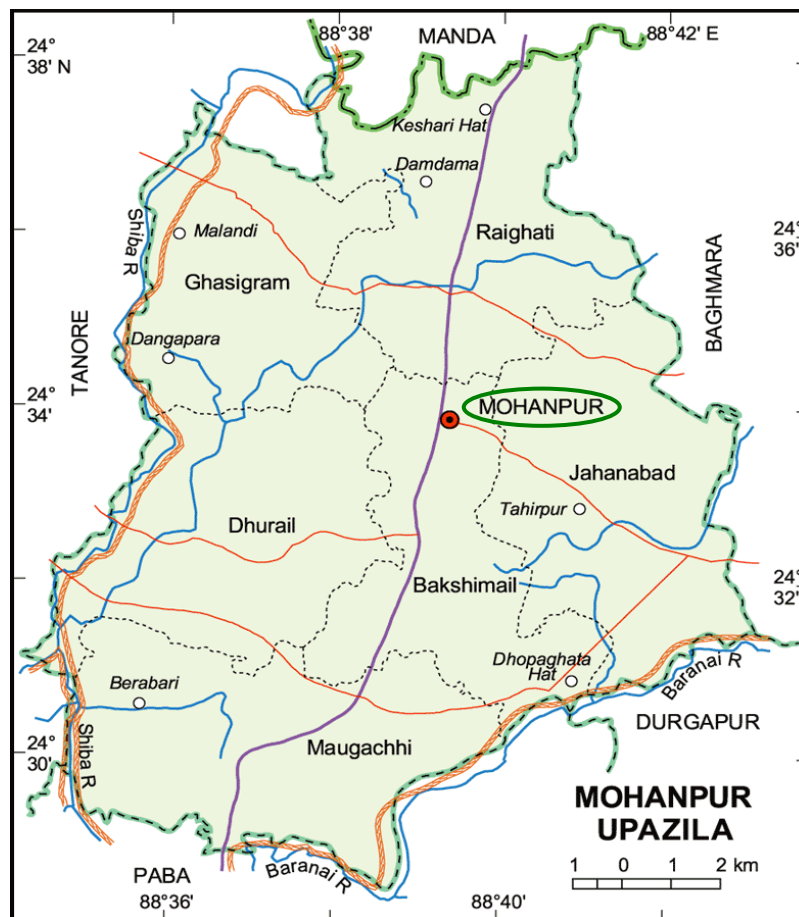 88° 38'
MANDA
88° 42' E
24°
38' N
Keshari Hat
Damdama
Shiba R
Malandi
Raighati
24°
36'
Ghasigram
BAGHMARA
TANORE
Dangapara
24°
34'
MOHANPUR
Jahanabad
Tahirpur
Dhurail
24°
32'
Bakshimail
Dhopaghata
Hat
Baranai R
Berabari
DURGAPUR
Shiba R
24°
30'
Maugachhi
MOHANPUR
UPAZILA
1 0 1 2 km
PABA
Baranai R
88° 36'
88° 40'